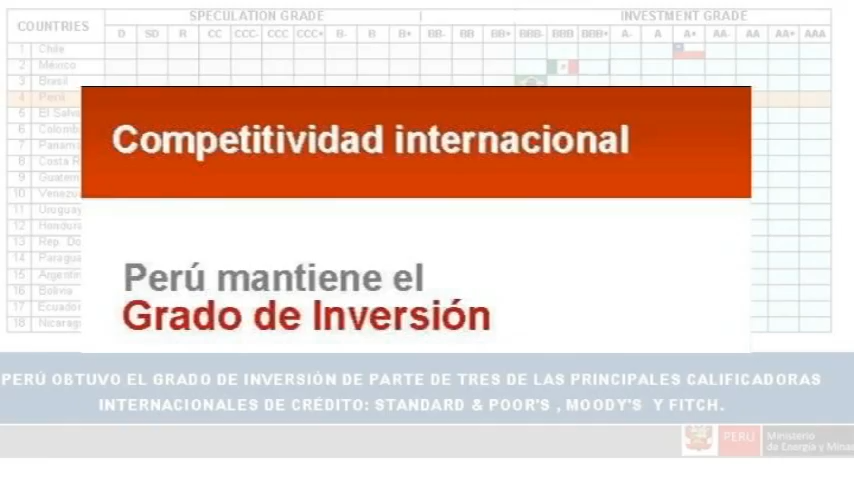 SPECULATION GRADE | INVESTMENT GRADE
COUNTRIES
D SD R CC CCC- CCC CCC+ B- B B+ BB- BB BB+ BBB- BBB BBB+ A- A A+ AA- AA AA+ AAA
1 Chile
2 México
3 Brasil
4 Perú
5 El Salv
6 Colomb
7 Panam
8 Costa R
9 Guatem
10 Venezu
11 Uruguay
12 Hondura
13 Rep. Do
14 Paragua
15 Argentin
16 Bolivia
17 Ecuador
18 Nicarag
Competitividad internacional
Perú mantiene el
Grado de Inversión
PERÚ OBTUVO EL GRADO DE INVERSIÓN DE PARTE DE TRES DE LAS PRINCIPALES CALIFICADORAS
INTERNACIONALES DE CRÉDITO: STANDARD & POOR'S , MOODY'S Y FITCH.
PERÚ
Ministerio
de Energía y Minas